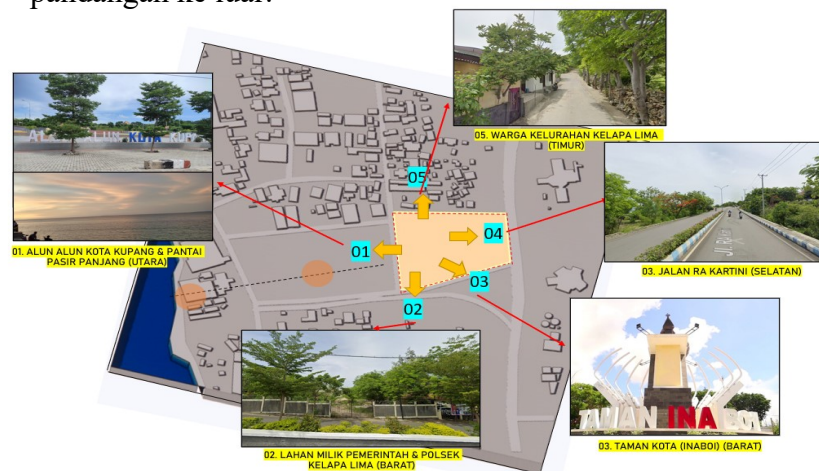 pandangan ke luar.
05. WARGA KELURAHAN KELAPA LIMA
(TIMUR)
01. ALUN ALUN KOTA KUPANG & PANTAI
PASIR PANJANG (UTARA)
05
04
01
03
02
03. JALAN RA KARTINI (SELATAN)
TAMAN INA BOI
03. TAMAN KOTA (INABOI) (BARAT)
02. LAHAN MILIK PEMERINTAH & POLSEK
KELAPA LIMA (BARAT)